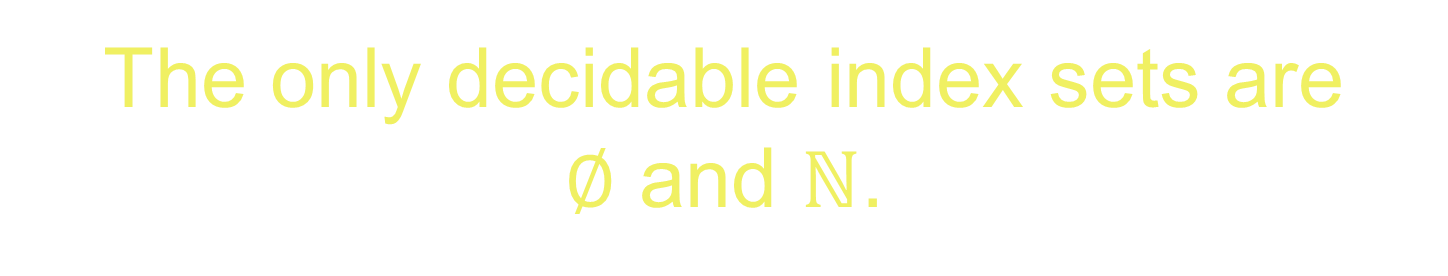 The only decidable index sets are
∅ and ℕ.